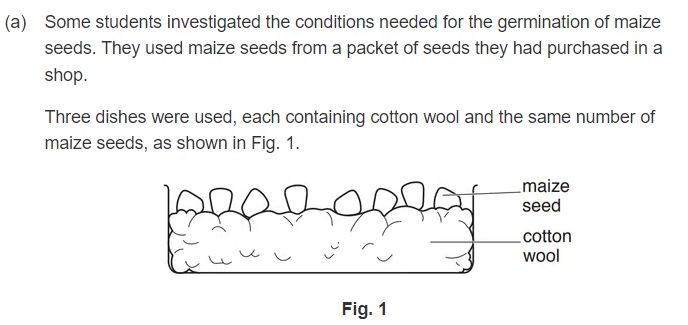 (a) Some students investigated the conditions needed for the germination of maize
seeds. They used maize seeds from a packet of seeds they had purchased in a
shop.
Three dishes were used, each containing cotton wool and the same number of
maize seeds, as shown in Fig. 1.
maize
seed
cotton
wool
Fig. 1